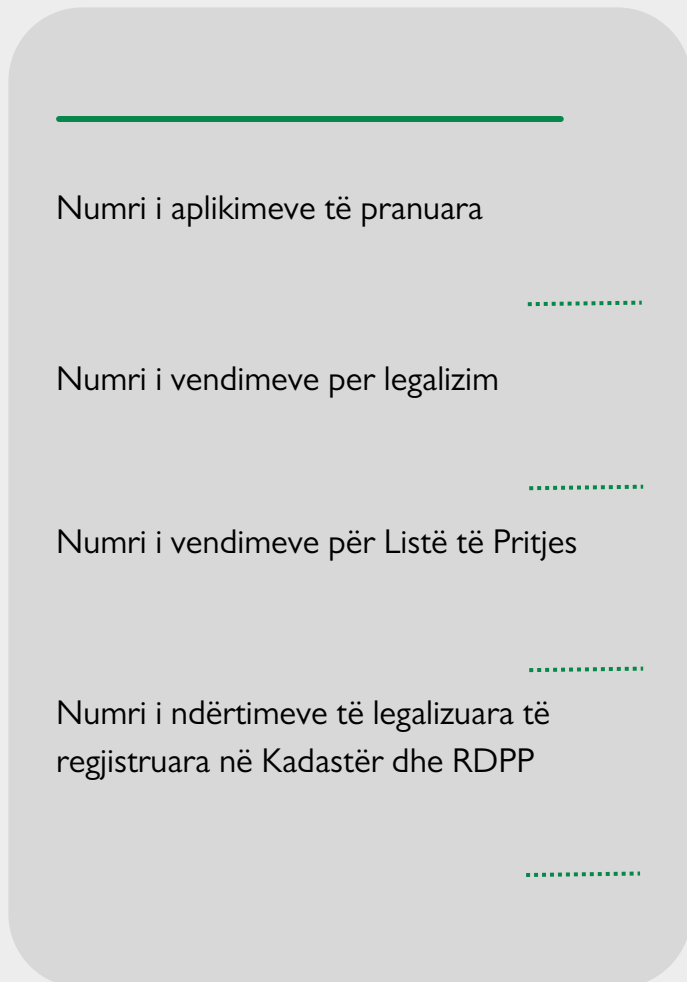 Numri i aplikimeve të pranuara
Numri i vendimeve per legalizim
Numri i vendimeve për Listë të Pritjes
Numri i ndërtimeve të legalizuara të
regjistruara në Kadastër dhe RDPP